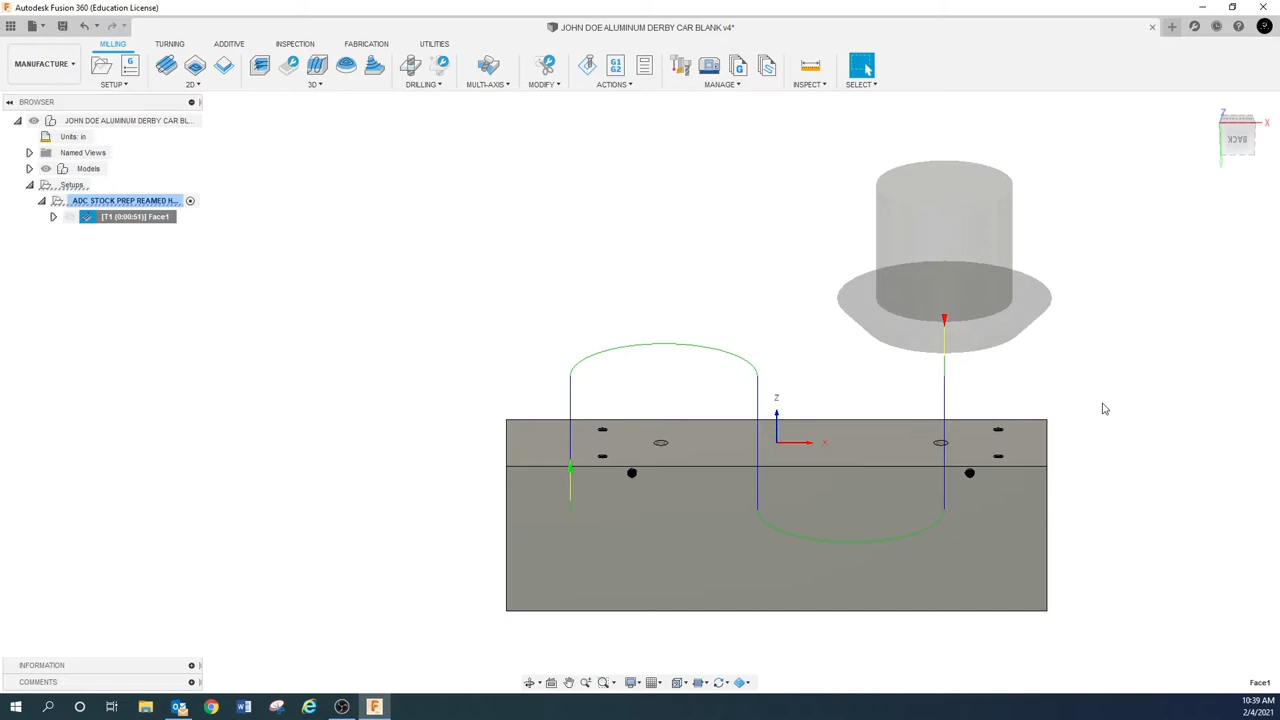 Autodesk Fusion 360 (Education License)
JOHN DOE ALUMINUM DERBY CAR BLANK v4*
MILLING TURNING ADDITIVE INSPECTION FABRICATION UTILITIES
MANUFACTURE
G
G1
G2
G
SETUP 2D 3D DRILLING MULTI-AXIS MODIFY ACTIONS MANAGE INSPECT SELECT
BROWSER
JOHN DOE ALUMINUM DERBY CAR BL...
Units: in
Named Views
Models
Setups
ADC STOCK PREP REAMED H...
[T1 (0:00:51)] Face1
Z
X
BACK
Z
X
INFORMATION
COMMENTS
Face1
10:39 AM
2/4/2021